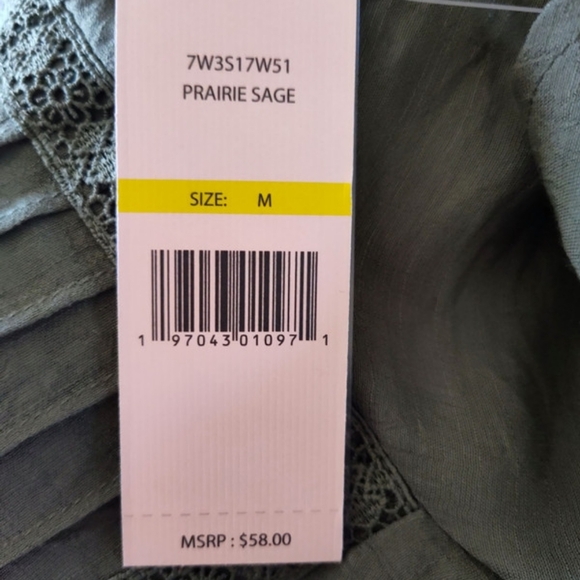 7W3S17W51
PRAIRIE SAGE
SIZE: M
1 97043 01097 1
MSRP : $58.00